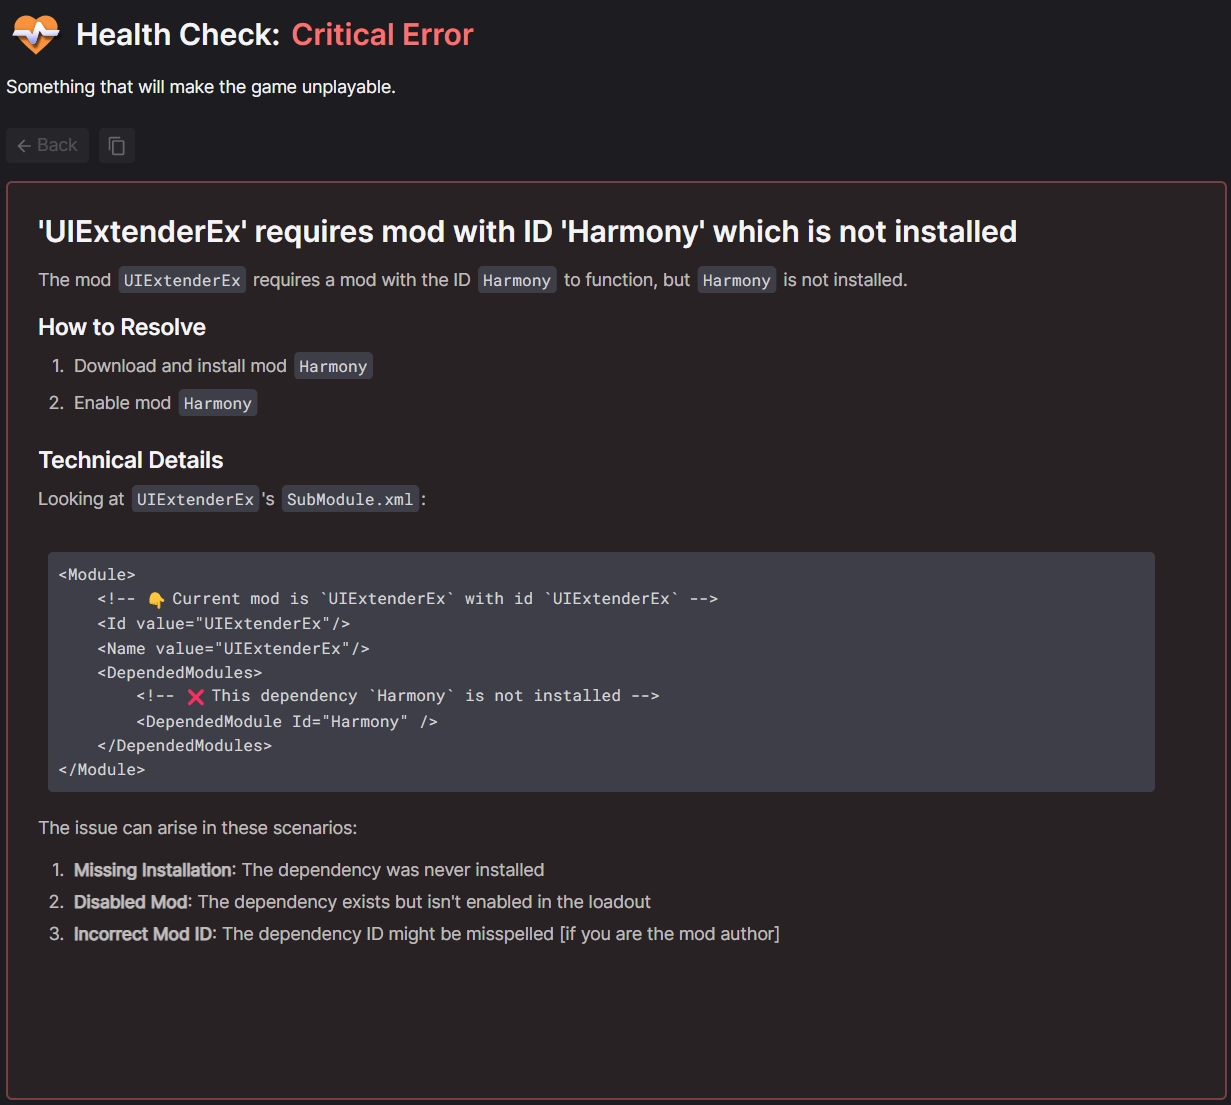 Health Check: Critical Error
Something that will make the game unplayable.
← Back
'UIExtenderEx' requires mod with ID 'Harmony' which is not installed
The mod UIExtenderEx requires a mod with the ID Harmony to function, but Harmony is not installed.
How to Resolve
1. Download and install mod Harmony
2. Enable mod Harmony
Technical Details
Looking at UIExtenderEx 's SubModule.xml :
<Module>
    <!-- 👇 Current mod is `UIExtenderEx` with id `UIExtenderEx` -->
    <Id value="UIExtenderEx"/>
    <Name value="UIExtenderEx"/>
    <DependedModules>
        <!-- ❌ This dependency `Harmony` is not installed -->
        <DependedModule Id="Harmony" />
    </DependedModules>
</Module>
The issue can arise in these scenarios:
1. Missing Installation: The dependency was never installed
2. Disabled Mod: The dependency exists but isn't enabled in the loadout
3. Incorrect Mod ID: The dependency ID might be misspelled [if you are the mod author]